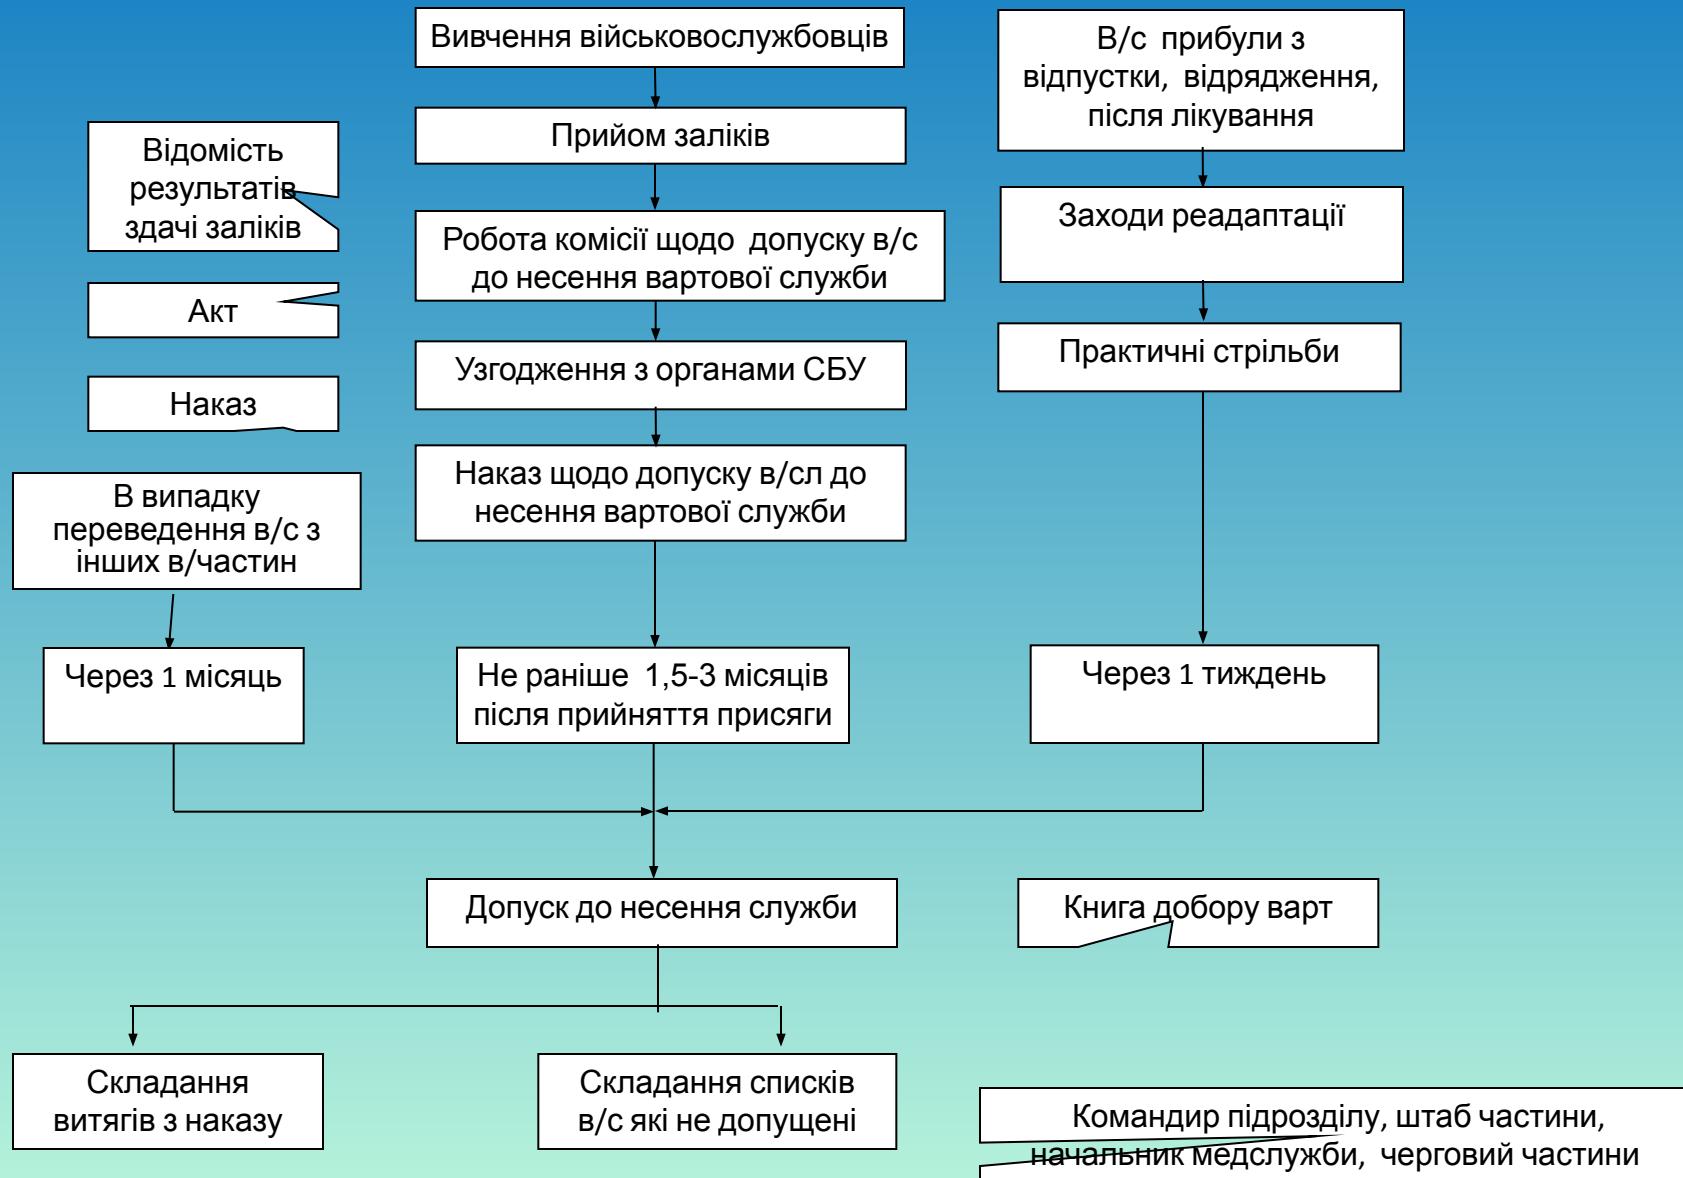 Вивчення військовослужбовців
В/с прибули з
відпустки, відрядження,
після лікування
Прийом заліків
Відомість
результатів
здачі заліків
Заходи реадаптації
Робота комісії щодо допуску в/с
до несення вартової служби
Акт
Практичні стрільби
Узгодження з органами СБУ
Наказ
Наказ щодо допуску в/сл до
несення вартової служби
В випадку
переведення в/с з
інших в/частин
Через 1 місяць
Не раніше 1,5-3 місяців
після прийняття присяги
Через 1 тиждень
Допуск до несення служби
Книга добору варт
Складання
витягів з наказу
Складання списків
в/с які не допущені
Командир підрозділу, штаб частини,
начальник медслужби, черговий частини